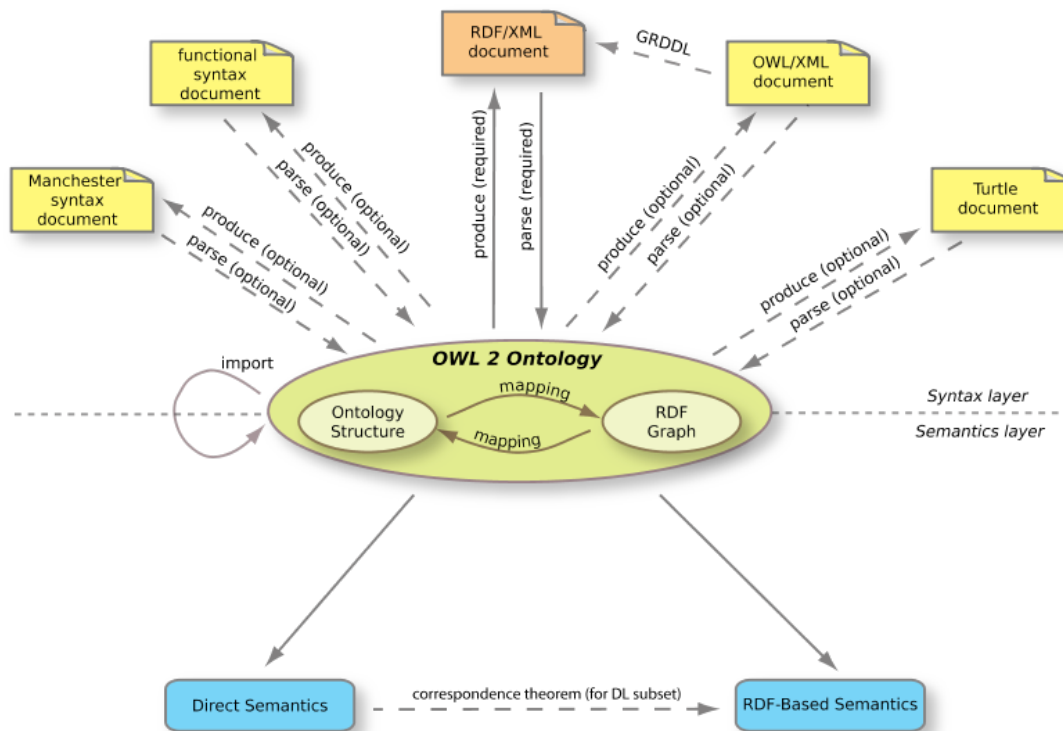 RDF/XML
document
GRDDL
functional
syntax
document
OWL/XML
document
Manchester
syntax
document
Turtle
document
produce (optional)
parse (optional)
produce (optional)
parse (optional)
produce (required)
parse (required)
produce (optional)
parse (optional)
produce (optional)
parse (optional)
import
OWL 2 Ontology
mapping
Ontology
Structure
RDF
Graph
mapping
Syntax layer
Semantics layer
Direct Semantics
correspondence theorem (for DL subset)
RDF-Based Semantics